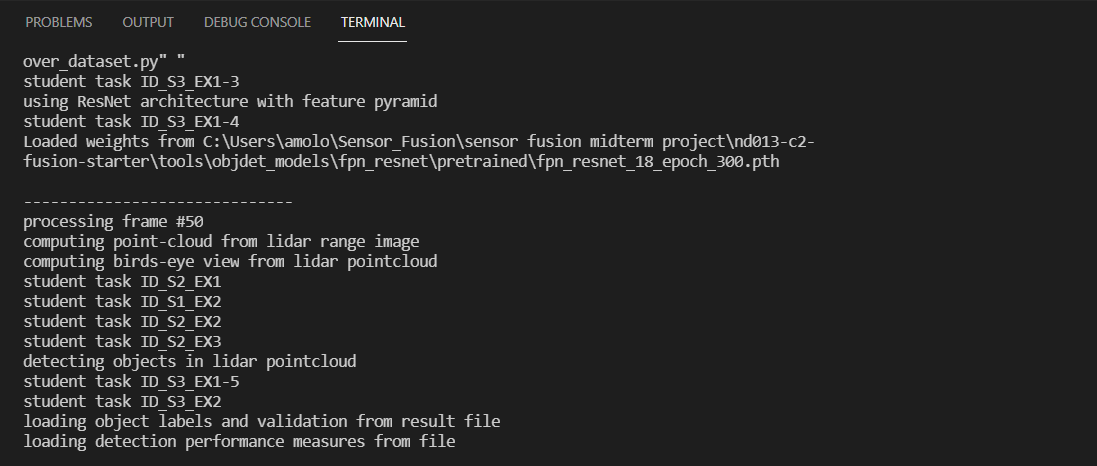 PROBLEMS OUTPUT DEBUG CONSOLE TERMINAL
over_dataset.py" "
student task ID_S3_EX1-3
using ResNet architecture with feature pyramid
student task ID_S3_EX1-4
Loaded weights from C:\Users\amolo\Sensor_Fusion\sensor fusion midterm project\nd013-c2-
fusion-starter\tools\objdet_models\fpn_resnet\pretrained\fpn_resnet_18_epoch_300.pth
------------------------------
processing frame #50
computing point-cloud from lidar range image
computing birds-eye view from lidar pointcloud
student task ID_S2_EX1
student task ID_S1_EX2
student task ID_S2_EX2
student task ID_S2_EX3
detecting objects in lidar pointcloud
student task ID_S3_EX1-5
student task ID_S3_EX2
loading object labels and validation from result file
loading detection performance measures from file